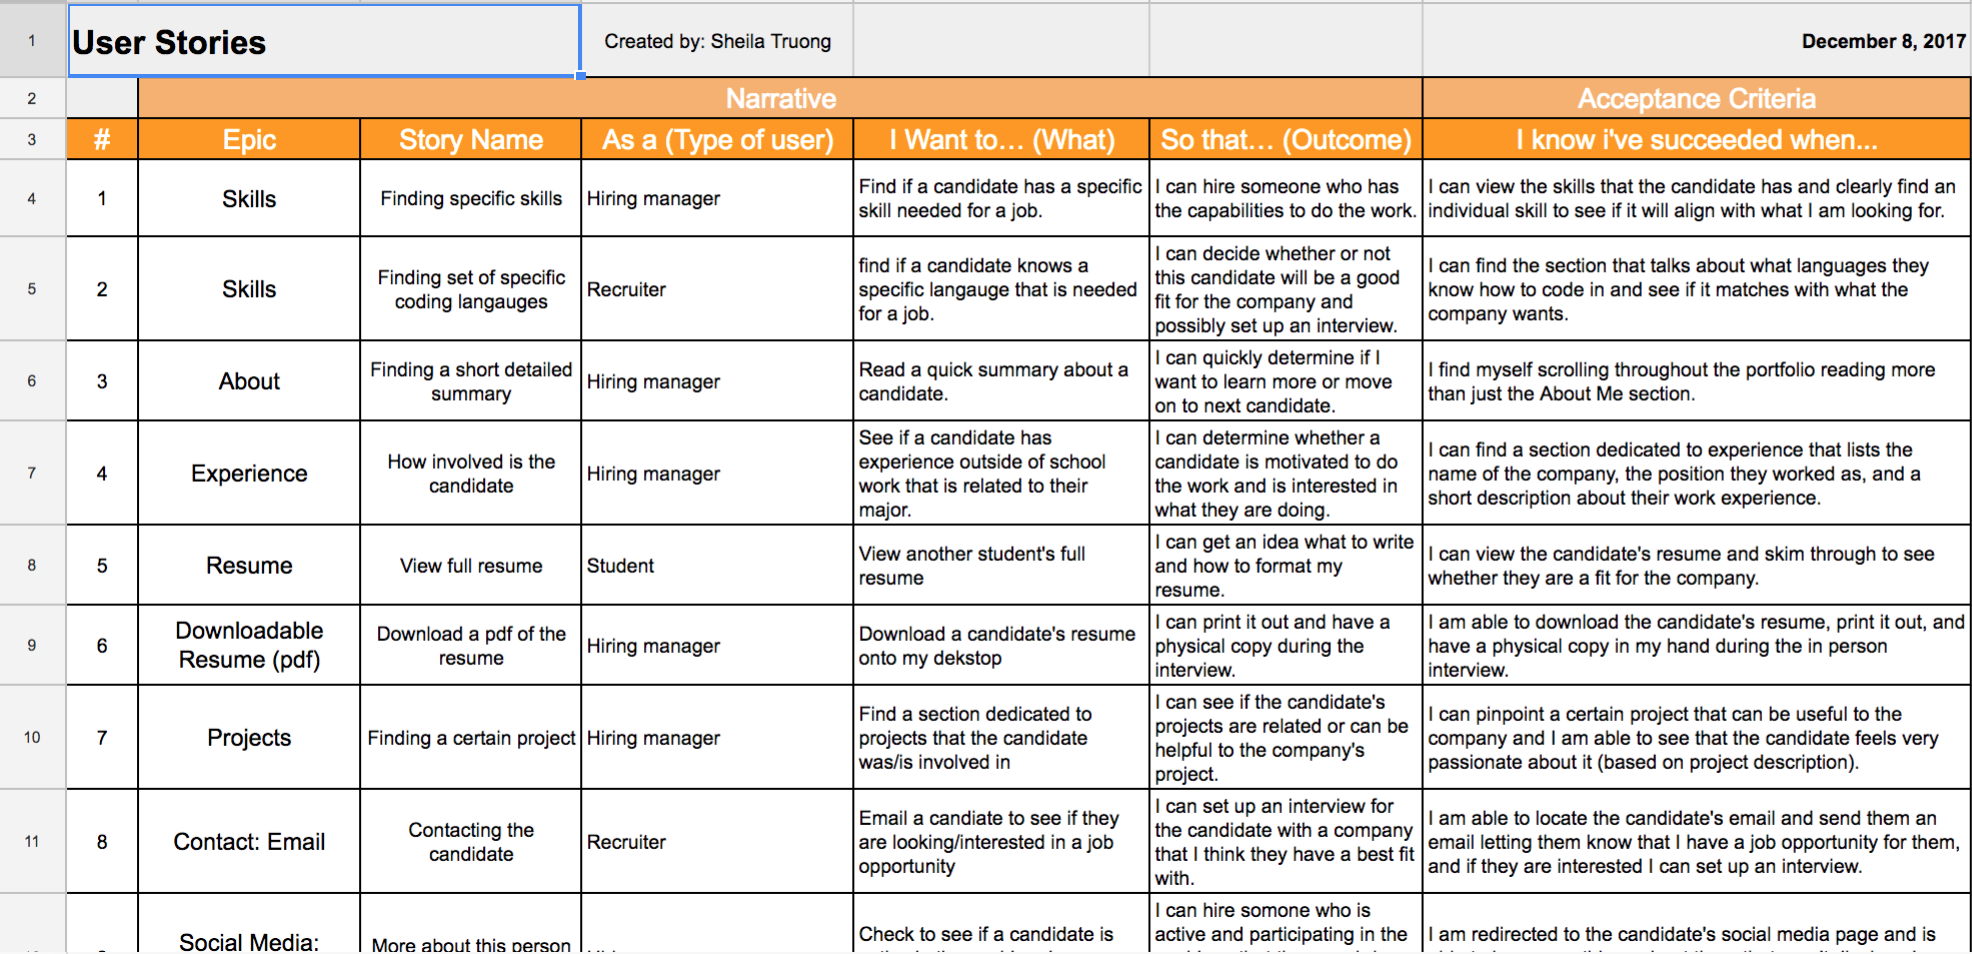 1
User Stories
Created by: Sheila Truong
December 8, 2017
2
Narrative
Acceptance Criteria
3
#
Epic
Story Name
As a (Type of user)
I Want to... (What)
So that... (Outcome)
I know i've succeeded when...
4
1
Skills
Finding specific skills
Hiring manager
Find if a candidate has a specific
skill needed for a job.
I can hire someone who has
the capabilities to do the work.
I can view the skills that the candidate has and clearly find an
individual skill to see if it will align with what I am looking for.
5
2
Skills
Finding set of specific
coding langauges
Recruiter
find if a candidate knows a
specific langauge that is needed
for a job.
I can decide whether or not
this candidate will be a good
fit for the company and
possibly set up an interview.
I can find the section that talks about what languages they
know how to code in and see if it matches with what the
company wants.
6
3
About
Finding a short detailed
summary
Hiring manager
Read a quick summary about a
candidate.
I can quickly determine if I
want to learn more or move
on to next candidate.
I find myself scrolling throughout the portfolio reading more
than just the About Me section.
7
4
Experience
How involved is the
candidate
Hiring manager
See if a candidate has
experience outside of school
work that is related to their
major.
I can determine whether a
candidate is motivated to do
the work and is interested in
what they are doing.
I can find a section dedicated to experience that lists the
name of the company, the position they worked as, and a
short description about their work experience.
8
5
Resume
View full resume
Student
View another student's full
resume
I can get an idea what to write
and how to format my
resume.
I can view the candidate's resume and skim through to see
whether they are a fit for the company.
9
6
Downloadable
Resume (pdf)
Download a pdf of the
resume
Hiring manager
Download a candidate's resume
onto my dekstop
I can print it out and have a
physical copy during the
interview.
I am able to download the candidate's resume, print it out, and
have a physical copy in my hand during the in person
interview.
10
7
Projects
Finding a certain project
Hiring manager
Find a section dedicated to
projects that the candidate
was/is involved in
I can see if the candidate's
projects are related or can be
helpful to the company's
project.
I can pinpoint a certain project that can be useful to the
company and I am able to see that the candidate feels very
passionate about it (based on project description).
11
8
Contact: Email
Contacting the
candidate
Recruiter
Email a candiate to see if they
are looking/interested in a job
opportunity
I can set up an interview for
the candidate with a company
that I think they have a best fit
with.
I am able to locate the candidate's email and send them an
email letting them know that I have a job opportunity for them,
and if they are interested I can set up an interview.
Social Media:
More about this person
Check to see if a candidate is
I can hire somone who is
active and participating in the
I am redirected to the candidate's social media page and is